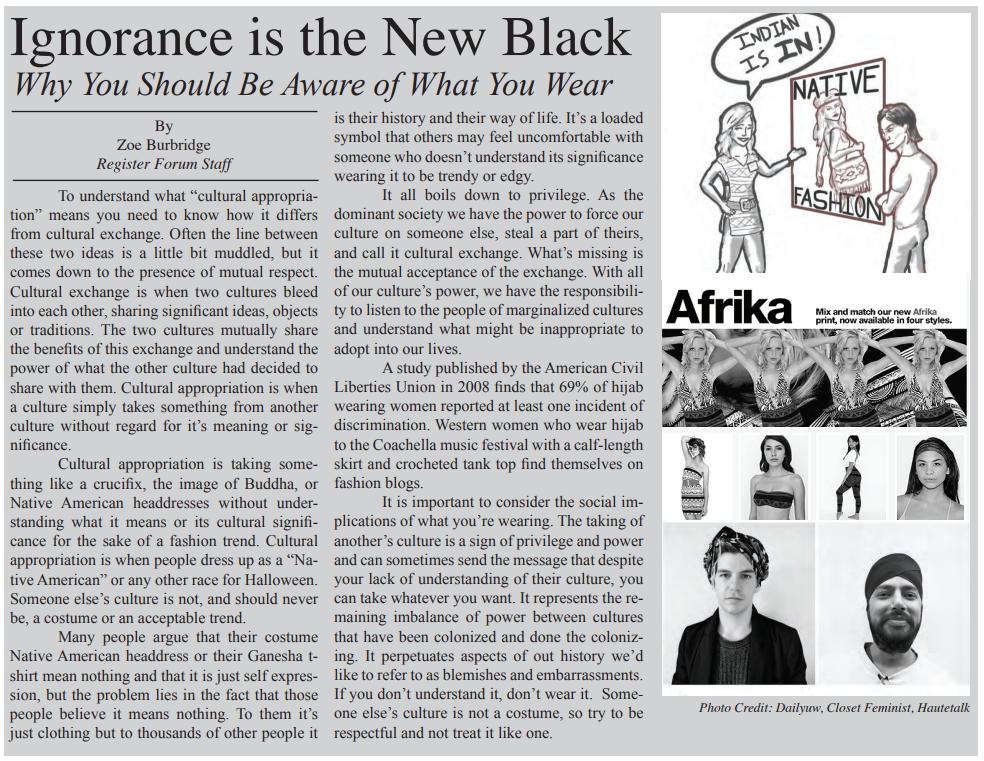 Ignorance is the New Black
Why You Should Be Aware of What You Wear
By
Zoe Burbridge
Register Forum Staff
To understand what “cultural appropria-
tion” means you need to know how it differs
from cultural exchange. Often the line between
these two ideas is a little bit muddled, but it
comes down to the presence of mutual respect.
Cultural exchange is when two cultures bleed
into each other, sharing significant ideas, objects
or traditions. The two cultures mutually share
the benefits of this exchange and understand the
power of what the other culture had decided to
share with them. Cultural appropriation is when
a culture simply takes something from another
culture without regard for it’s meaning or sig-
nificance.
Cultural appropriation is taking some-
thing like a crucifix, the image of Buddha, or
Native American headdresses without under-
standing what it means or its cultural signifi-
cance for the sake of a fashion trend. Cultural
appropriation is when people dress up as a “Na-
tive American” or any other race for Halloween.
Someone else’s culture is not, and should never
be, a costume or an acceptable trend.
Many people argue that their costume
Native American headdress or their Ganesha t-
shirt mean nothing and that it is just self expres-
sion, but the problem lies in the fact that those
people believe it means nothing. To them it’s
just clothing but to thousands of other people it
is their history and their way of life. It’s a loaded
symbol that others may feel uncomfortable with
someone who doesn’t understand its significance
wearing it to be trendy or edgy.
It all boils down to privilege. As the
dominant society we have the power to force our
culture on someone else, steal a part of theirs,
and call it cultural exchange. What’s missing is
the mutual acceptance of the exchange. With all
of our culture’s power, we have the responsibili-
ty to listen to the people of marginalized cultures
and understand what might be inappropriate to
adopt into our lives.
A study published by the American Civil
Liberties Union in 2008 finds that 69% of hijab
wearing women reported at least one incident of
discrimination. Western women who wear hijab
to the Coachella music festival with a calf-length
skirt and crocheted tank top find themselves on
fashion blogs.
It is important to consider the social im-
plications of what you’re wearing. The taking of
another’s culture is a sign of privilege and power
and can sometimes send the message that despite
your lack of understanding of their culture, you
can take whatever you want. It represents the re-
maining imbalance of power between cultures
that have been colonized and done the coloniz-
ing. It perpetuates aspects of out history we’d
like to refer to as blemishes and embarrassments.
If you don’t understand it, don’t wear it.  Some-
one else’s culture is not a costume, so try to be
respectful and not treat it like one.
INDIAN
IS IN!
NATIVE
FASHION
Afrika
Mix and match our new Afrika
print, now available in four styles.
Photo Credit: Dailyuw, Closet Feminist, Hautetalk